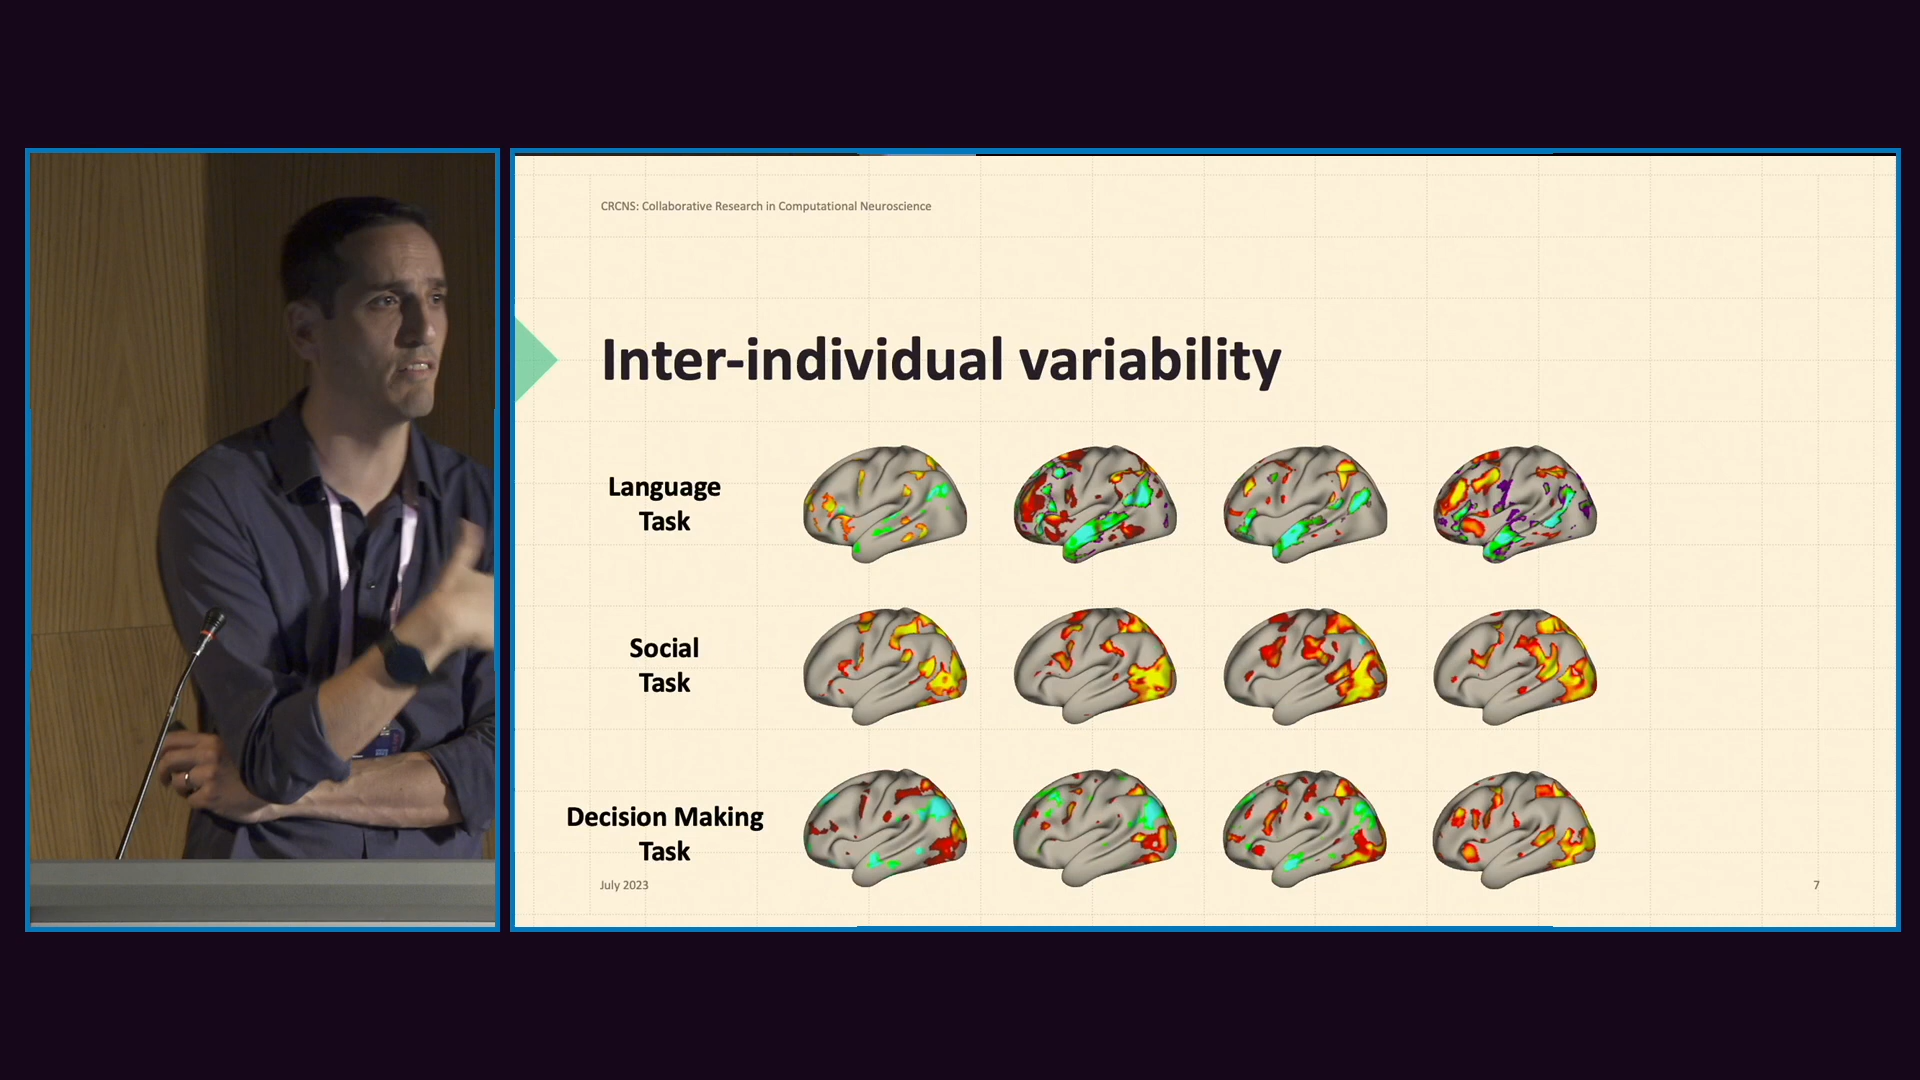 CRCNS: Collaborative Research in Computational Neuroscience
Inter-individual variability
Language
Task
Social
Task
Decision Making
Task
July 2023
7